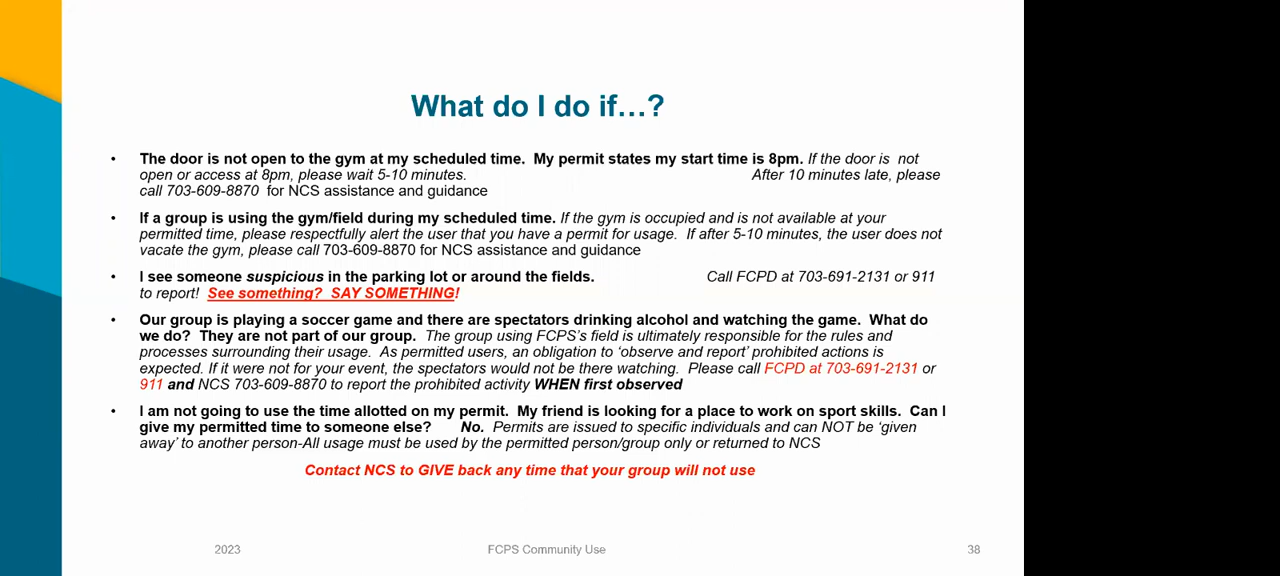 What do I do if…?
• The door is not open to the gym at my scheduled time. My permit states my start time is 8pm. If the door is not
open or access at 8pm, please wait 5-10 minutes. After 10 minutes late, please
call 703-609-8870 for NCS assistance and guidance
• If a group is using the gym/field during my scheduled time. If the gym is occupied and is not available at your
permitted time, please respectfully alert the user that you have a permit for usage. If after 5-10 minutes, the user does not
vacate the gym, please call 703-609-8870 for NCS assistance and guidance
• I see someone suspicious in the parking lot or around the fields. Call FCPD at 703-691-2131 or 911
to report! See something? SAY SOMETHING!
• Our group is playing a soccer game and there are spectators drinking alcohol and watching the game. What do
we do? They are not part of our group. The group using FCPS's field is ultimately responsible for the rules and
processes surrounding their usage. As permitted users, an obligation to 'observe and report' prohibited actions is
expected. If it were not for your event, the spectators would not be there watching. Please call FCPD at 703-691-2131 or
911 and NCS 703-609-8870 to report the prohibited activity WHEN first observed
• I am not going to use the time allotted on my permit. My friend is looking for a place to work on sport skills. Can I
give my permitted time to someone else? No. Permits are issued to specific individuals and can NOT be 'given
away' to another person-All usage must be used by the permitted person/group only or returned to NCS
Contact NCS to GIVE back any time that your group will not use
2023 FCPS Community Use 38